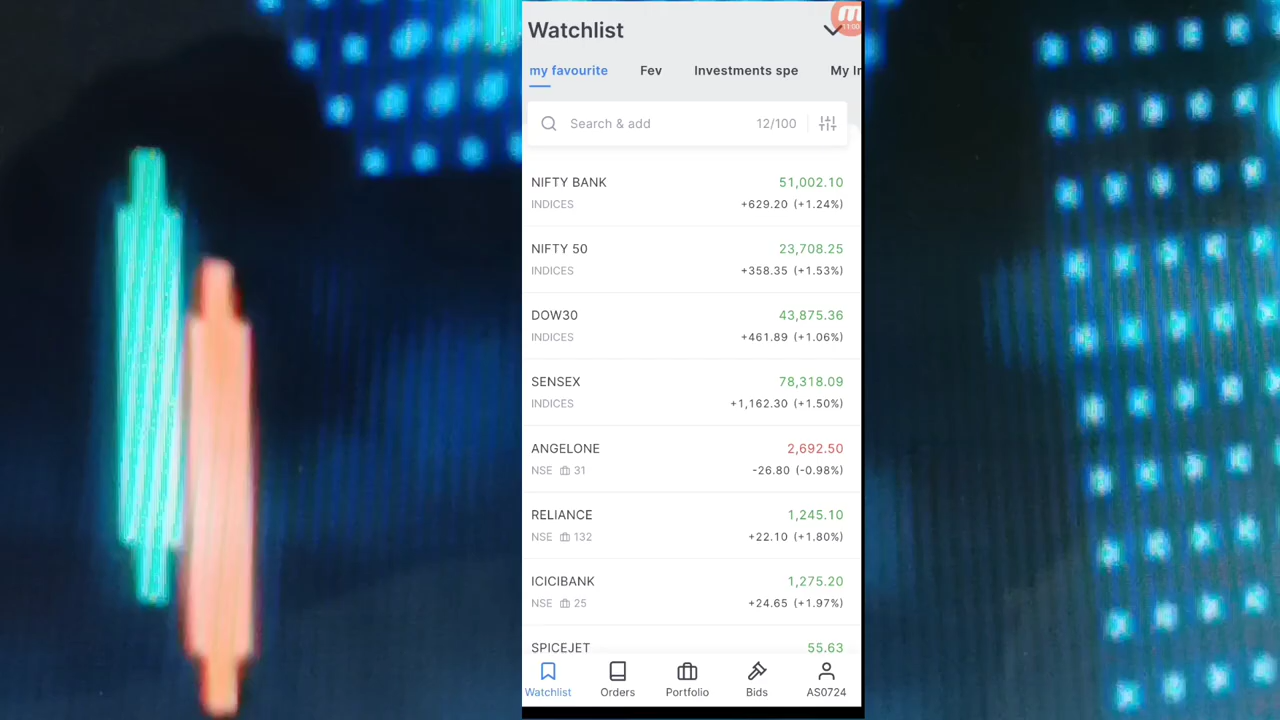 Watchlist
11:00
my favourite Fev Investments spe My In
Search & add 12/100
NIFTY BANK 51,002.10
INDICES +629.20 (+1.24%)
NIFTY 50 23,708.25
INDICES +358.35 (+1.53%)
DOW30 43,875.36
INDICES +461.89 (+1.06%)
SENSEX 78,318.09
INDICES +1,162.30 (+1.50%)
ANGELONE 2,692.50
NSE 31 -26.80 (-0.98%)
RELIANCE 1,245.10
NSE 132 +22.10 (+1.80%)
ICICIBANK 1,275.20
NSE 25 +24.65 (+1.97%)
SPICEJET 55.63
Watchlist Orders Portfolio Bids AS0724